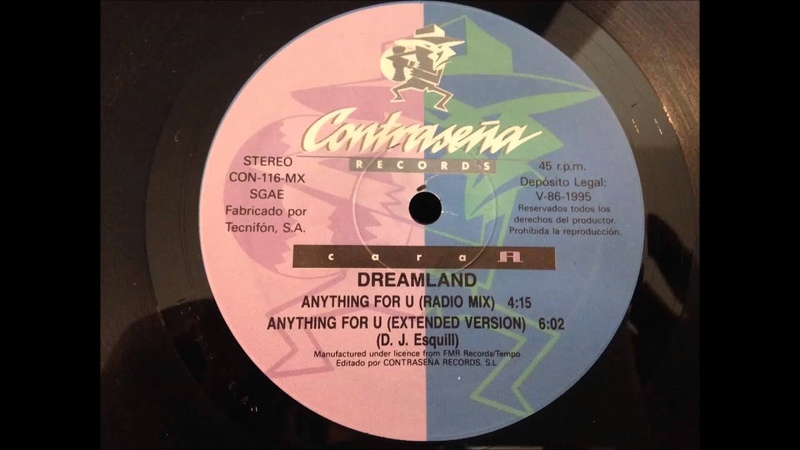 Contraseña
RECORDS
STEREO
CON-116-MX
SGAE
Fabricado por
Tecnifón, S.A.
45 r.p.m.
Depósito Legal:
V-86-1995
Reservados todos los
derechos del productor.
Prohibida la reproducción.
cara A
DREAMLAND
ANYTHING FOR U (RADIO MIX) 4:15
ANYTHING FOR U (EXTENDED VERSION) 6:02
(D. J. Esquill)
Manufactured under licence from FMR Records/Tempo
Editado por CONTRASEÑA RECORDS, S.L